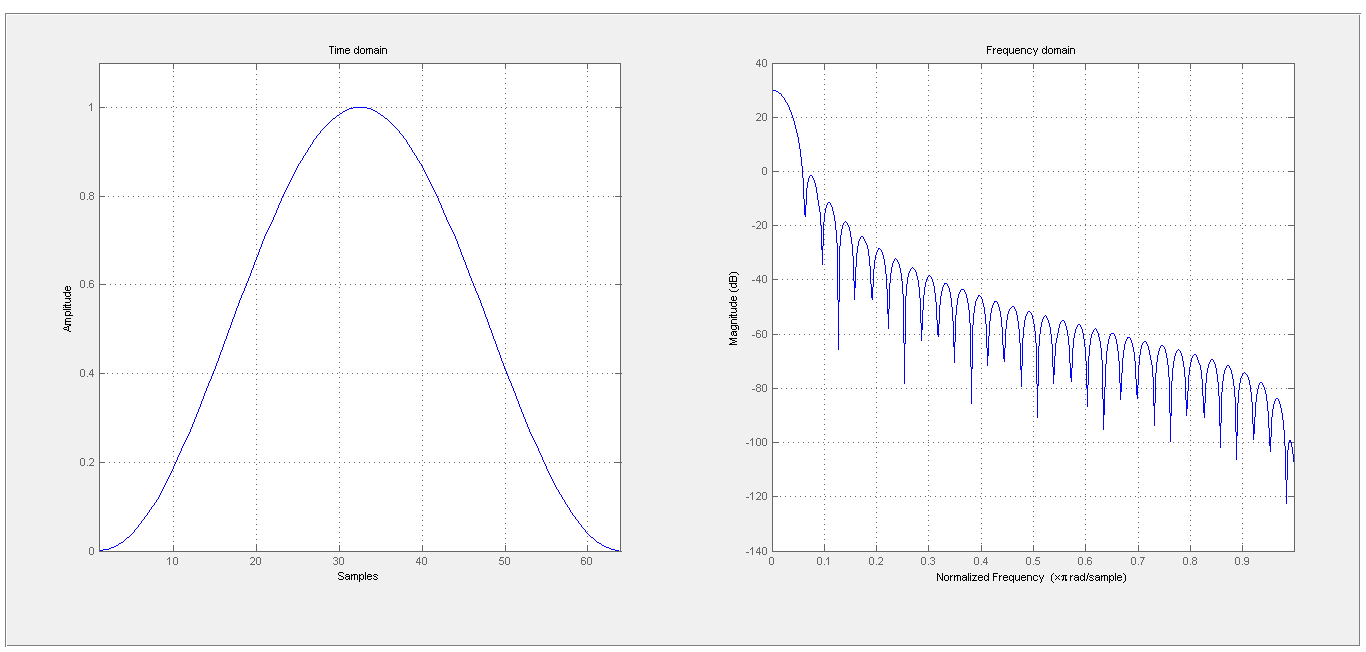 Time domain
1
0.8
0.6
0.4
0.2
0
Amplitude
10 20 30 40 50 60
Samples
Frequency domain
40
20
0
-20
-40
-60
-80
-100
-120
-140
Magnitude (dB)
0 0.1 0.2 0.3 0.4 0.5 0.6 0.7 0.8 0.9
Normalized Frequency (×π rad/sample)